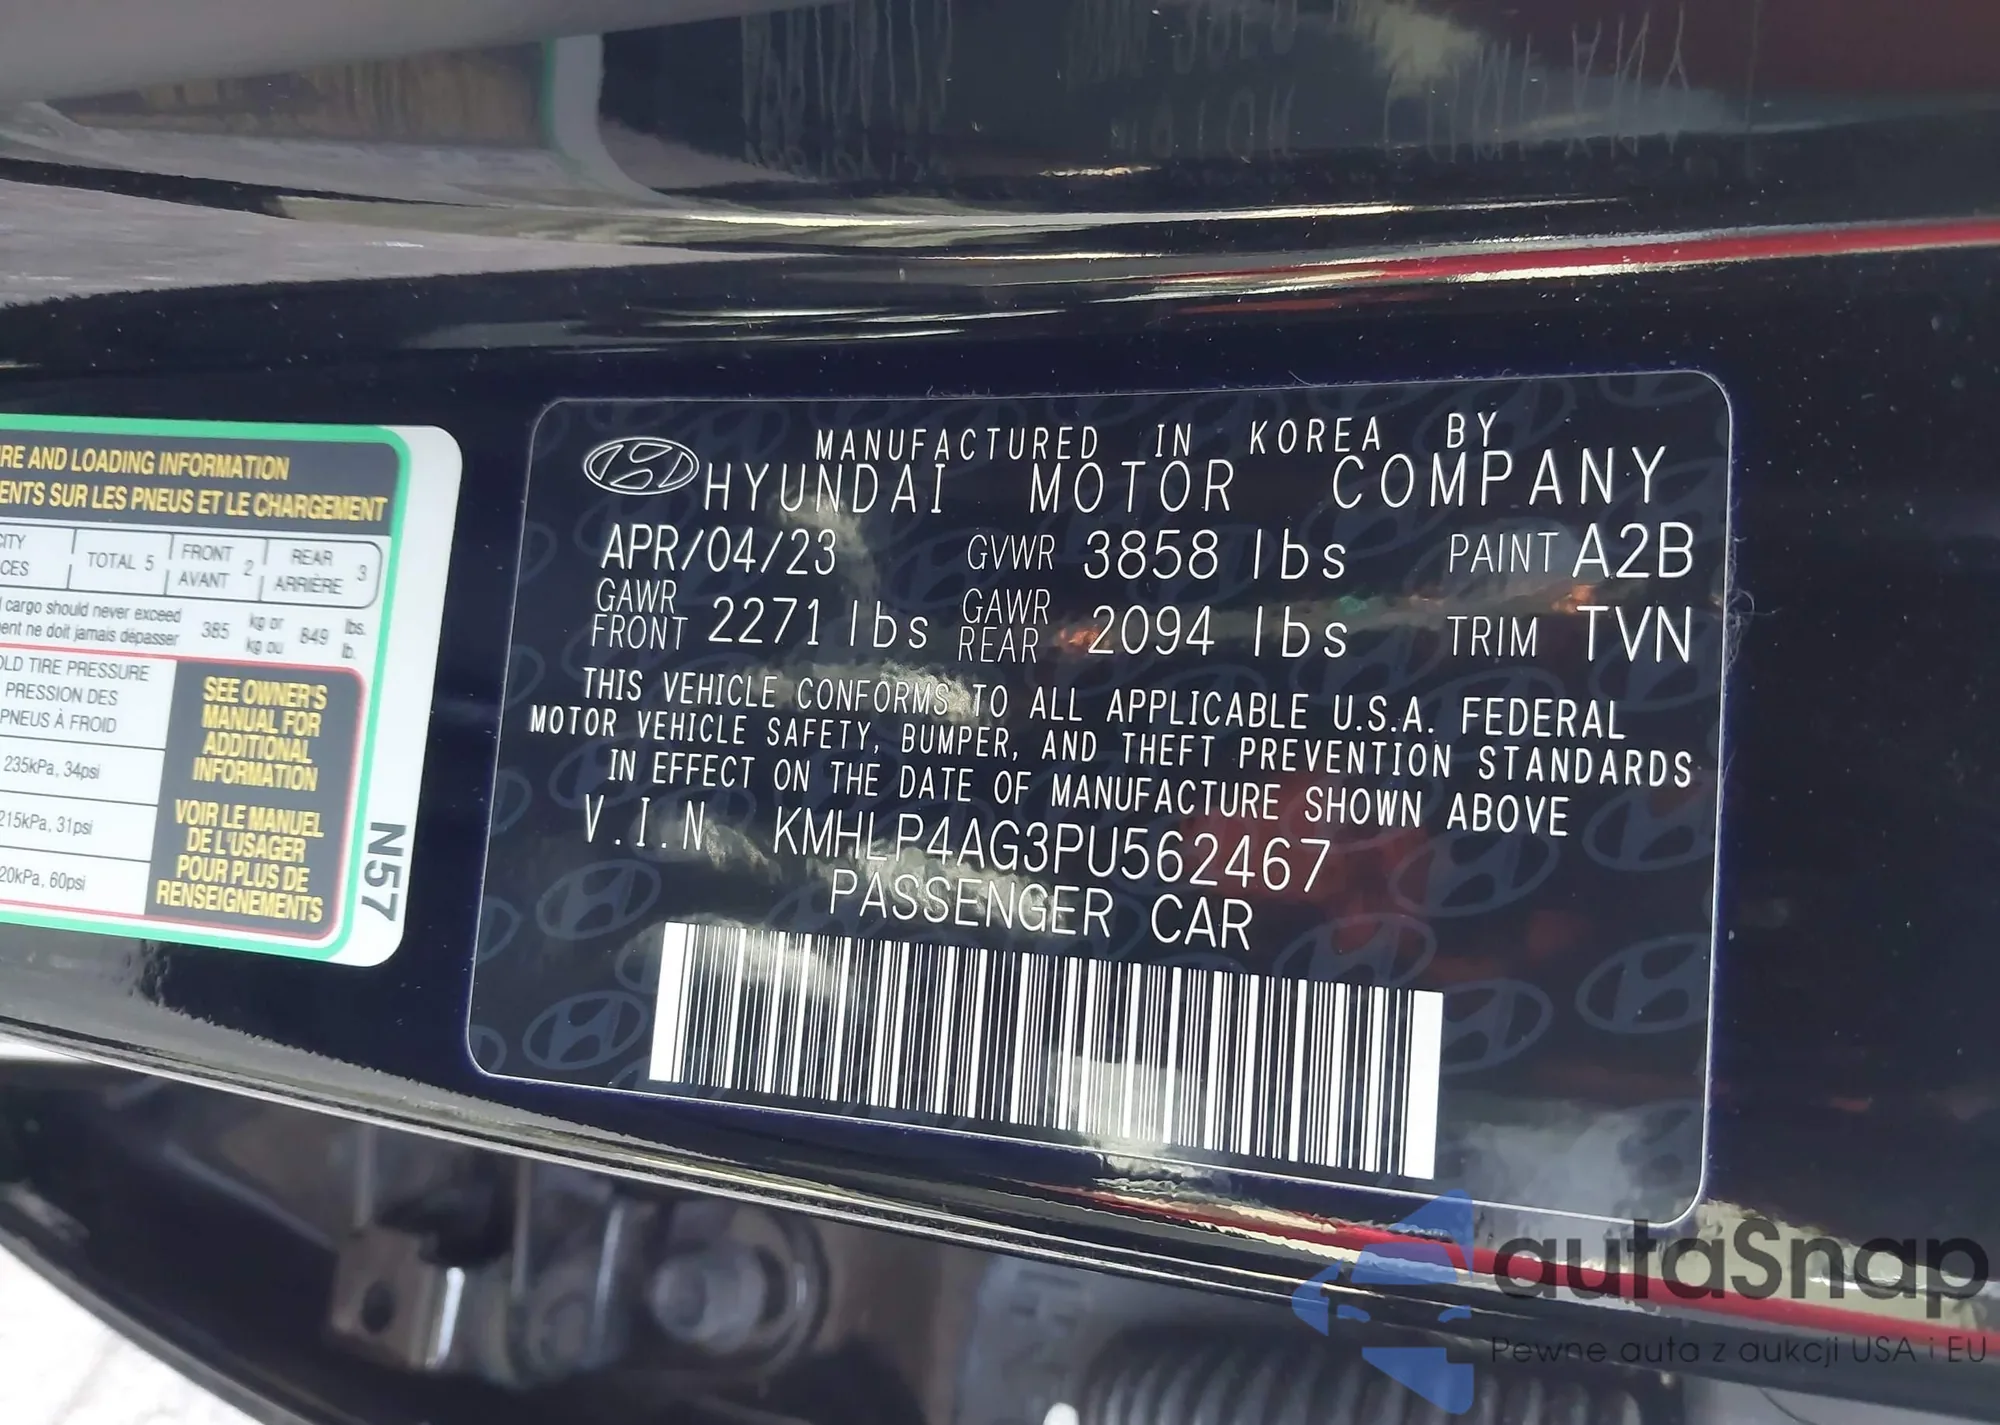 RE AND LOADING INFORMATION
ENTS SUR LES PNEUS ET LE CHARGEMENT
CITY
CES
TOTAL 5
FRONT
AVANT
2
REAR
ARRIÈRE
3
cargo should never exceed
ent ne doit jamais dépasser
385
kg or
kg ou
849
lbs.
lb.
OLD TIRE PRESSURE
PRESSION DES
PNEUS À FROID
235kPa, 34psi
215kPa, 31psi
20kPa, 60psi
SEE OWNER'S
MANUAL FOR
ADDITIONAL
INFORMATION
VOIR LE MANUEL
DE L'USAGER
POUR PLUS DE
RENSEIGNEMENTS
N57
MANUFACTURED IN KOREA BY
HYUNDAI MOTOR COMPANY
APR/04/23 GVWR 3858 lbs PAINT A2B
GAWR FRONT 2271 lbs GAWR REAR 2094 lbs TRIM TVN
THIS VEHICLE CONFORMS TO ALL APPLICABLE U.S.A. FEDERAL
MOTOR VEHICLE SAFETY, BUMPER, AND THEFT PREVENTION STANDARDS
IN EFFECT ON THE DATE OF MANUFACTURE SHOWN ABOVE
V.I.N KMHLP4AG3PU562467
PASSENGER CAR
autaSnap
Pewne auta z aukcji USA i EU